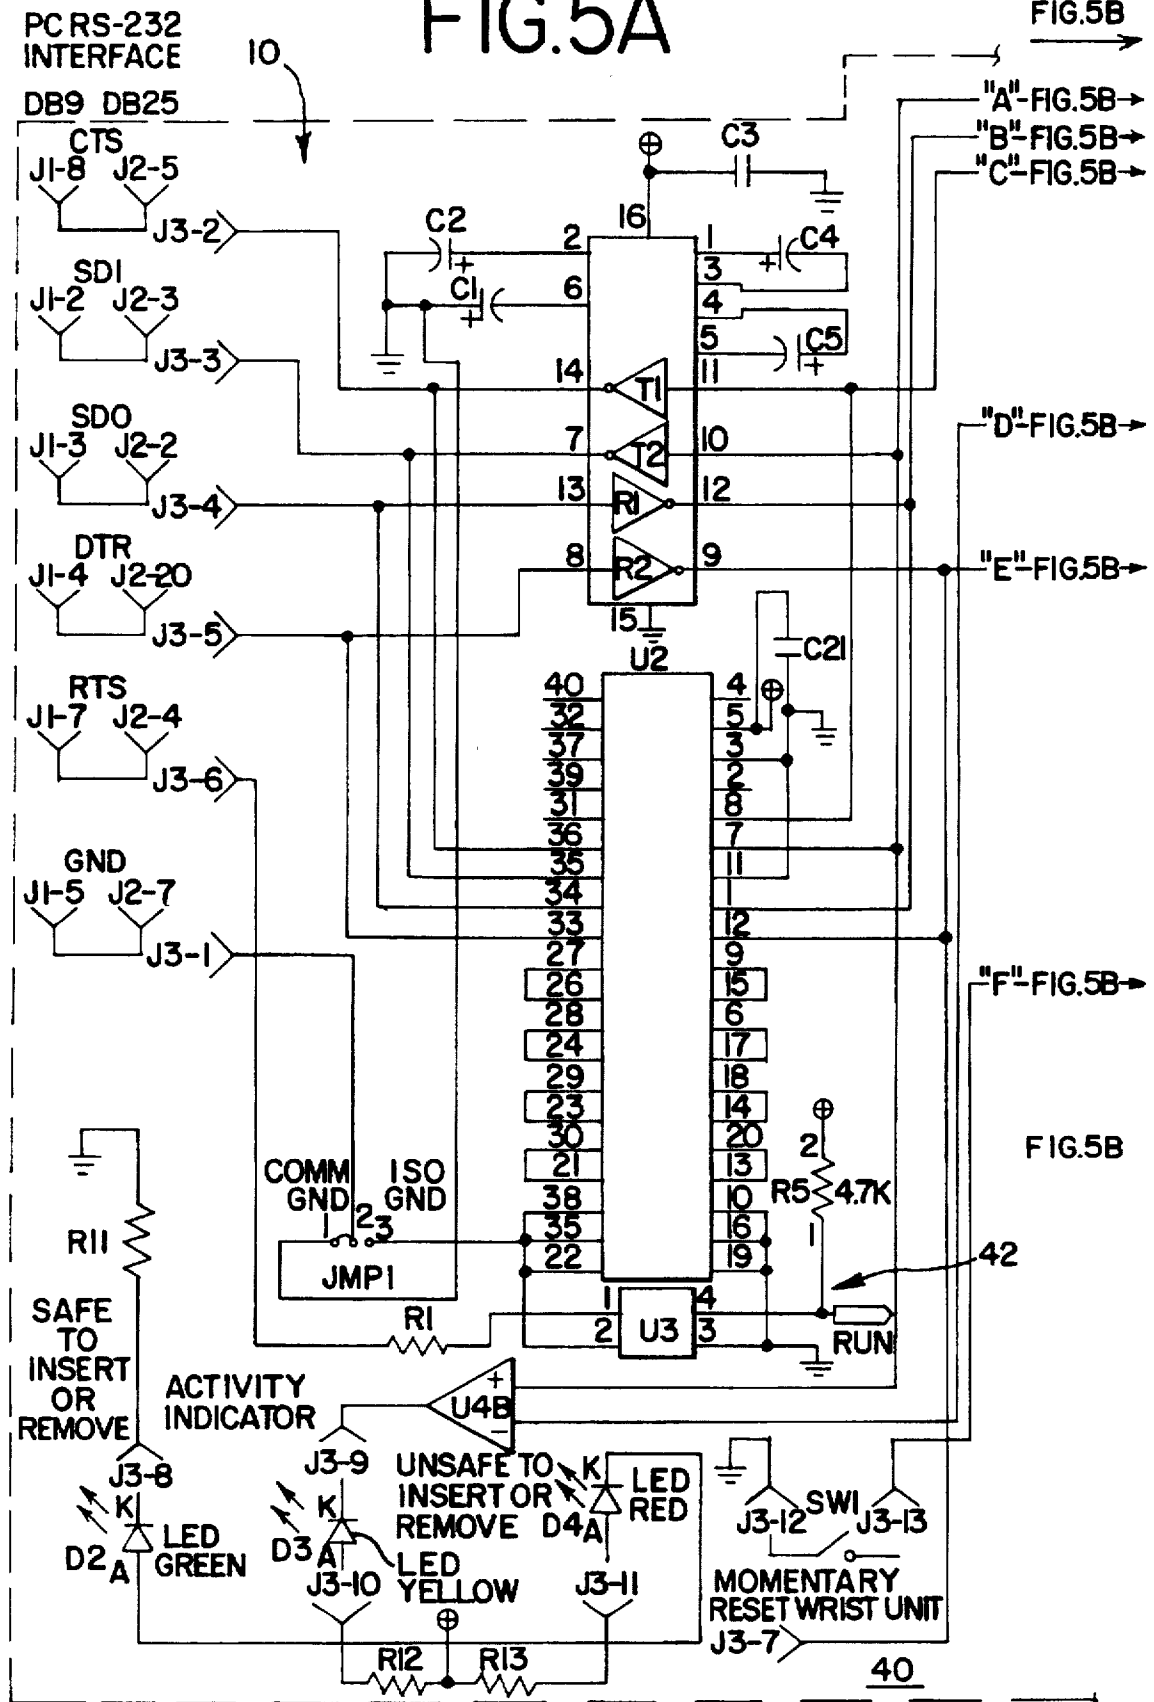 FIG.5A
FIG.5B
PC RS-232
INTERFACE
10
DB9 DB25
"A"-FIG.5B
"B"-FIG.5B
"C"-FIG.5B
CTS
J1-8 J2-5
J3-2
C3
16
C2
2
1
C4
+
+
3
SDI
J1-2 J2-3
J3-3
C1
+
6
4
5
C5
+
14
T1
11
SDO
J1-3 J2-2
J3-4
7
T2
10
"D"-FIG.5B
13
R1
12
DTR
J1-4 J2-20
J3-5
8
R2
9
"E"-FIG.5B
15
C21
U2
RTS
J1-7 J2-4
J3-6
40 4
32 5
37 3
39 2
31 8
36 7
35 11
34 1
33 12
27 9
26 15
28 6
24 17
29 18
23 14
30 20
21 13
38 10
35 16
22 19
GND
J1-5 J2-7
J3-1
"F"-FIG.5B
FIG.5B
2
R5 4.7K
1
42
COMM
GND
ISO
GND
1 2 3
JMP1
R11
R1
1 4
2 3
U3
RUN
SAFE
TO
INSERT
OR
REMOVE
ACTIVITY
INDICATOR
+
U4B
-
J3-8
K
D2 A
LED
GREEN
J3-9
K
D3 A
LED
YELLOW
J3-10
UNSAFE TO
INSERT OR
REMOVE
K
D4 A
LED
RED
J3-11
J3-12 SW1 J3-13
MOMENTARY
RESET WRIST UNIT
J3-7
R12 R13
40